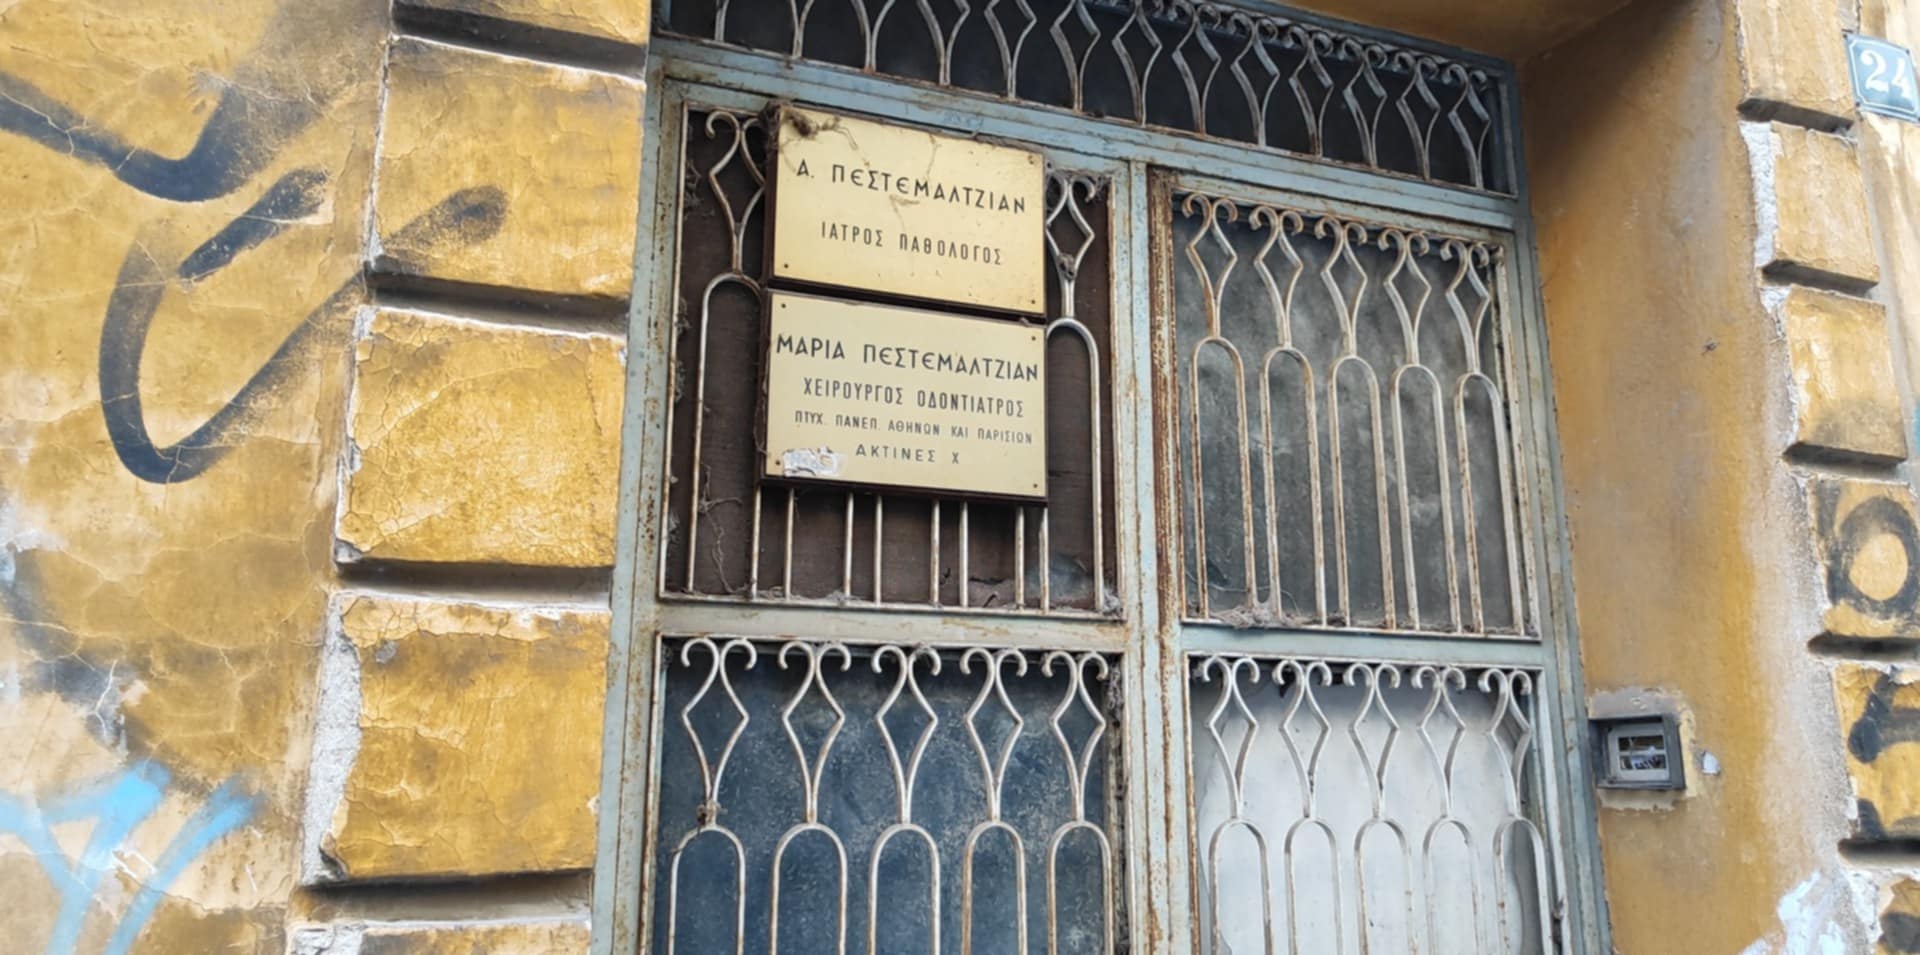 Α. ΠΕΣΤΕΜΑΛΤΖΙΑΝ
ΙΑΤΡΟΣ ΠΑΘΟΛΟΓΟΣ
ΜΑΡΙΑ ΠΕΣΤΕΜΑΛΤΖΙΑΝ
ΧΕΙΡΟΥΡΓΟΣ ΟΔΟΝΤΙΑΤΡΟΣ
ΠΤΥΧ. ΠΑΝΕΠ. ΑΘΗΝΩΝ ΚΑΙ ΠΑΡΙΣΙΩΝ
ΑΚΤΙΝΕΣ Χ
24